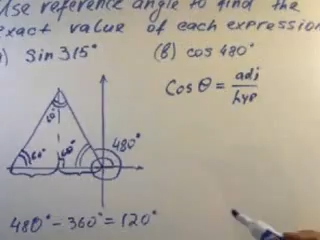 Use reference angle to find the
exact value of each expression
) sin 315°
(b) cos 480°
Cos θ = adj
hyp
60°
60°
60°
480°
480° - 360° = 120°